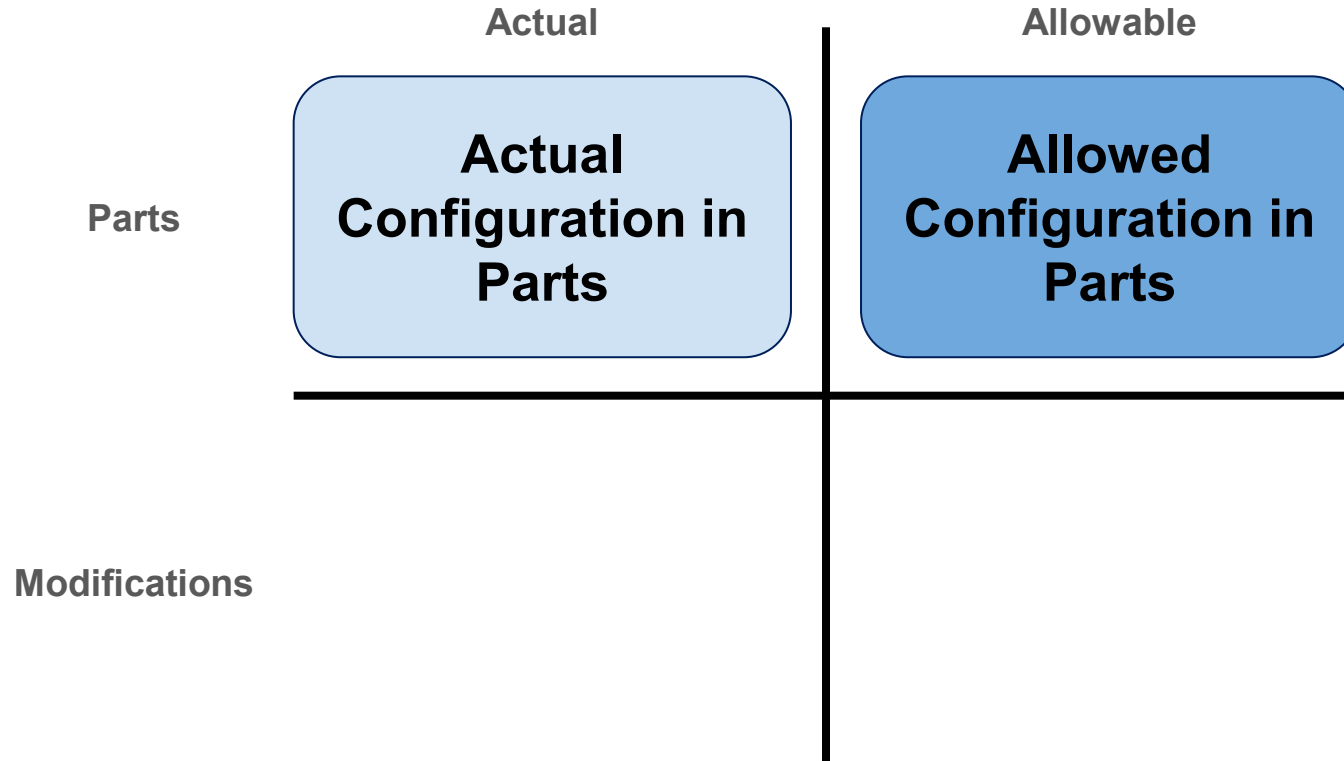 Actual
Allowable
Parts
Actual
Configuration in
Parts
Allowed
Configuration in
Parts
Modifications